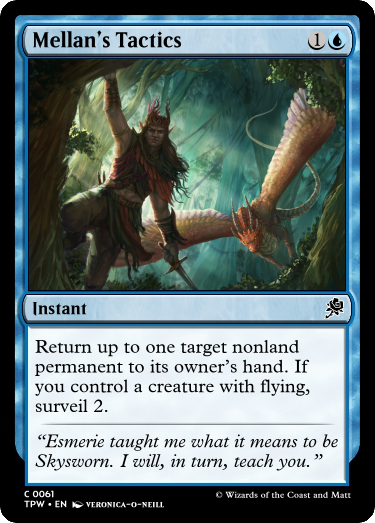 Mellan's Tactics 1
Instant
Return up to one target nonland
permanent to its owner's hand. If
you control a creature with flying,
surveil 2.
“Esmerie taught me what it means to be
Skysworn. I will, in turn, teach you.”
C 0061
TPW • EN VERONICA-O-NEILL
© Wizards of the Coast and Matt